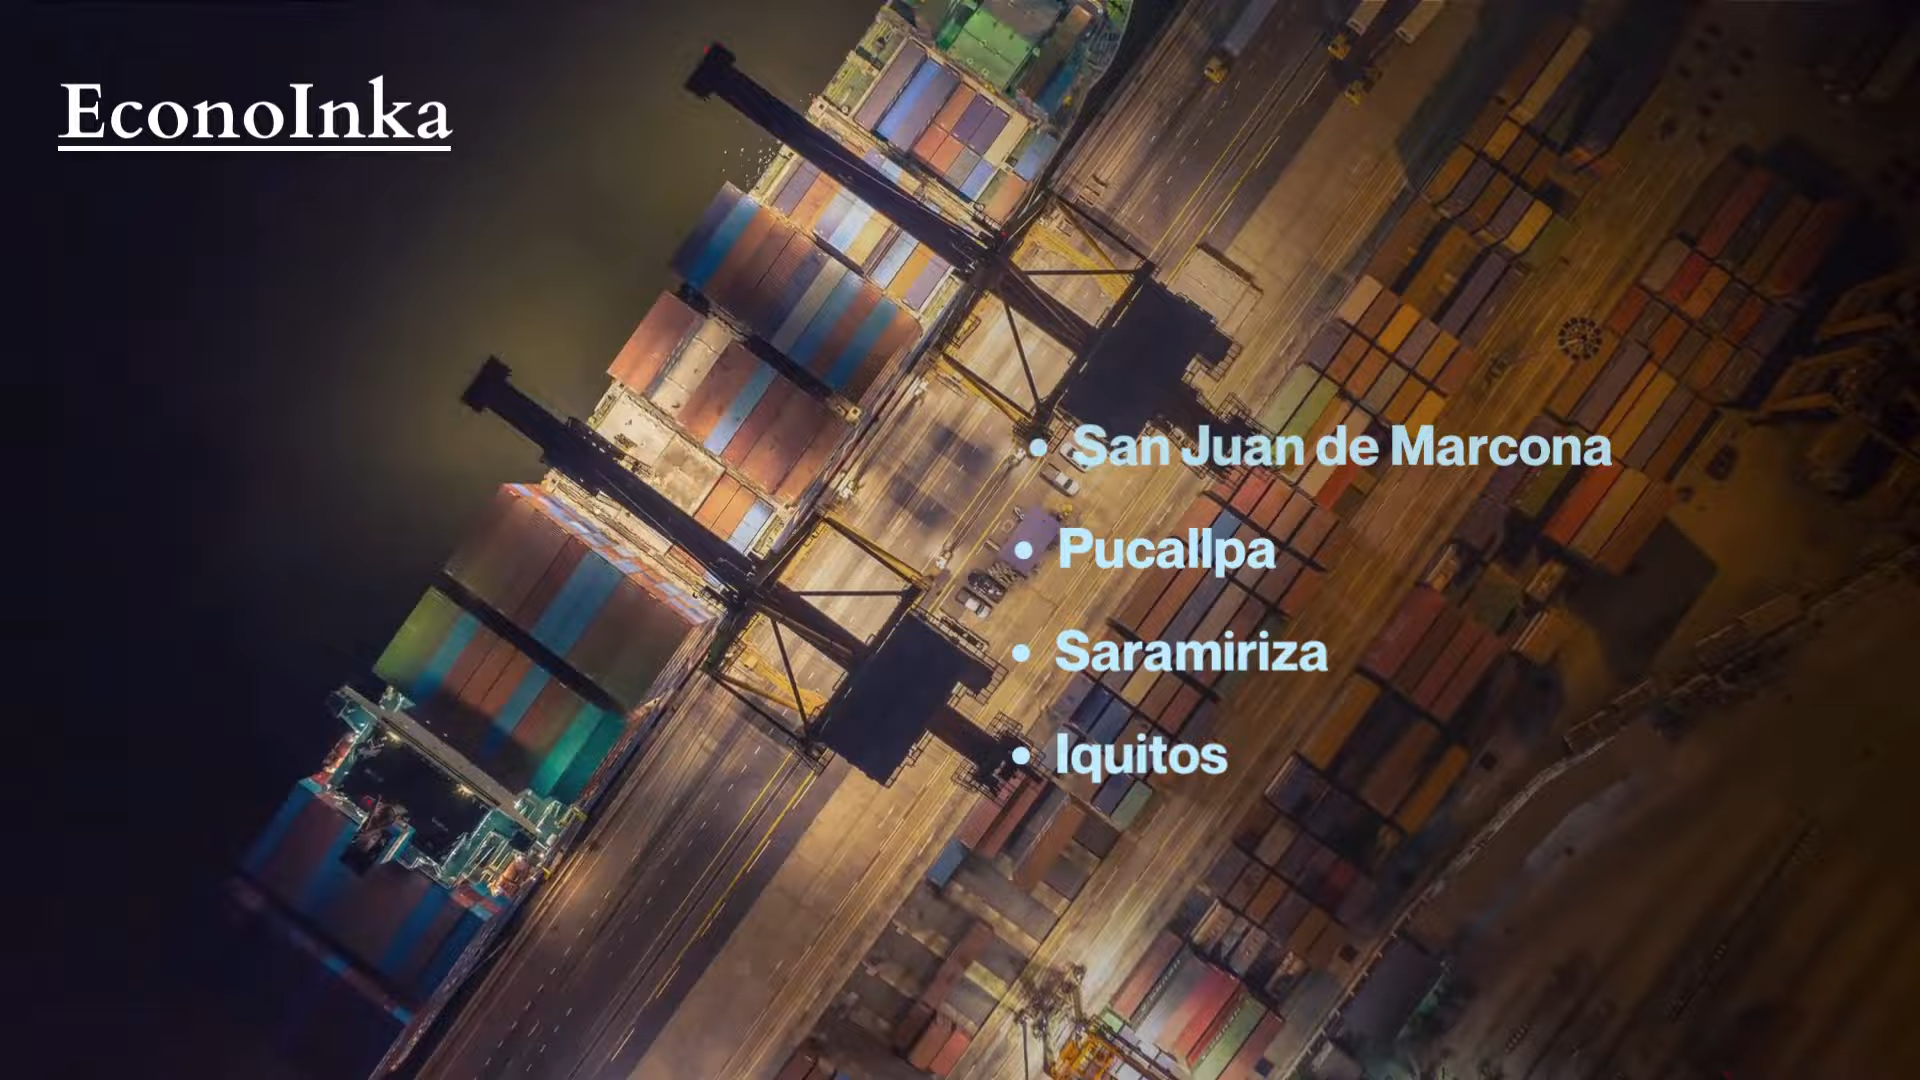 EconoInka
• San Juan de Marcona
• Pucallpa
• Saramiriza
• Iquitos